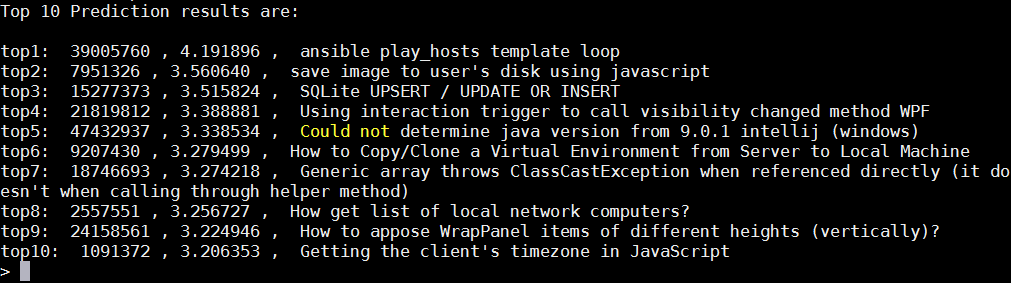 Top 10 Prediction results are:
top1:  39005760 , 4.191896 ,  ansible play_hosts template loop
top2:  7951326 , 3.560640 ,  save image to user's disk using javascript
top3:  15277373 , 3.515824 ,  SQLite UPSERT / UPDATE OR INSERT
top4:  21819812 , 3.388881 ,  Using interaction trigger to call visibility changed method WPF
top5:  47432937 , 3.338534 ,  Could not determine java version from 9.0.1 intellij (windows)
top6:  9207430 , 3.279499 ,  How to Copy/Clone a Virtual Environment from Server to Local Machine
top7:  18746693 , 3.274218 ,  Generic array throws ClassCastException when referenced directly (it do
esn't when calling through helper method)
top8:  2557551 , 3.256727 ,  How get list of local network computers?
top9:  24158561 , 3.224946 ,  How to appose WrapPanel items of different heights (vertically)?
top10:  1091372 , 3.206353 ,  Getting the client's timezone in JavaScript
>